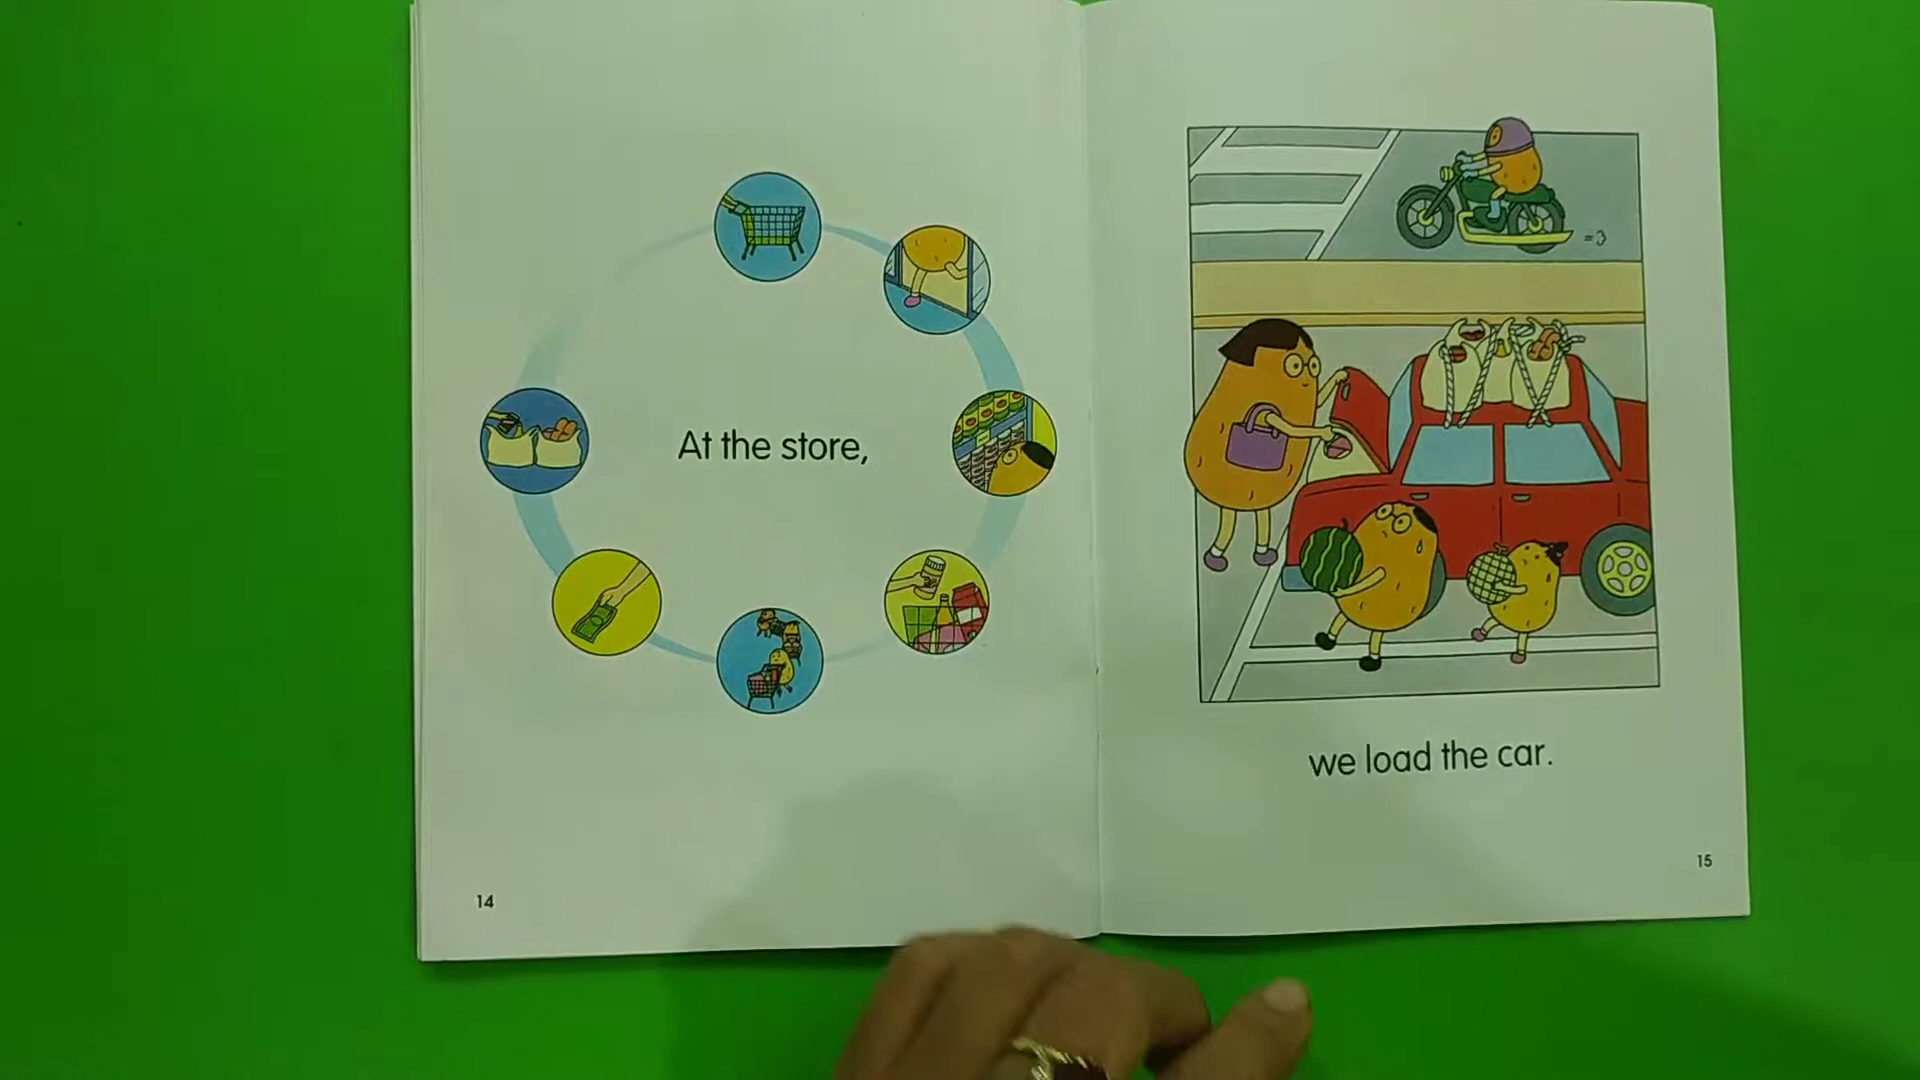 At the store,
14
we load the car.
15